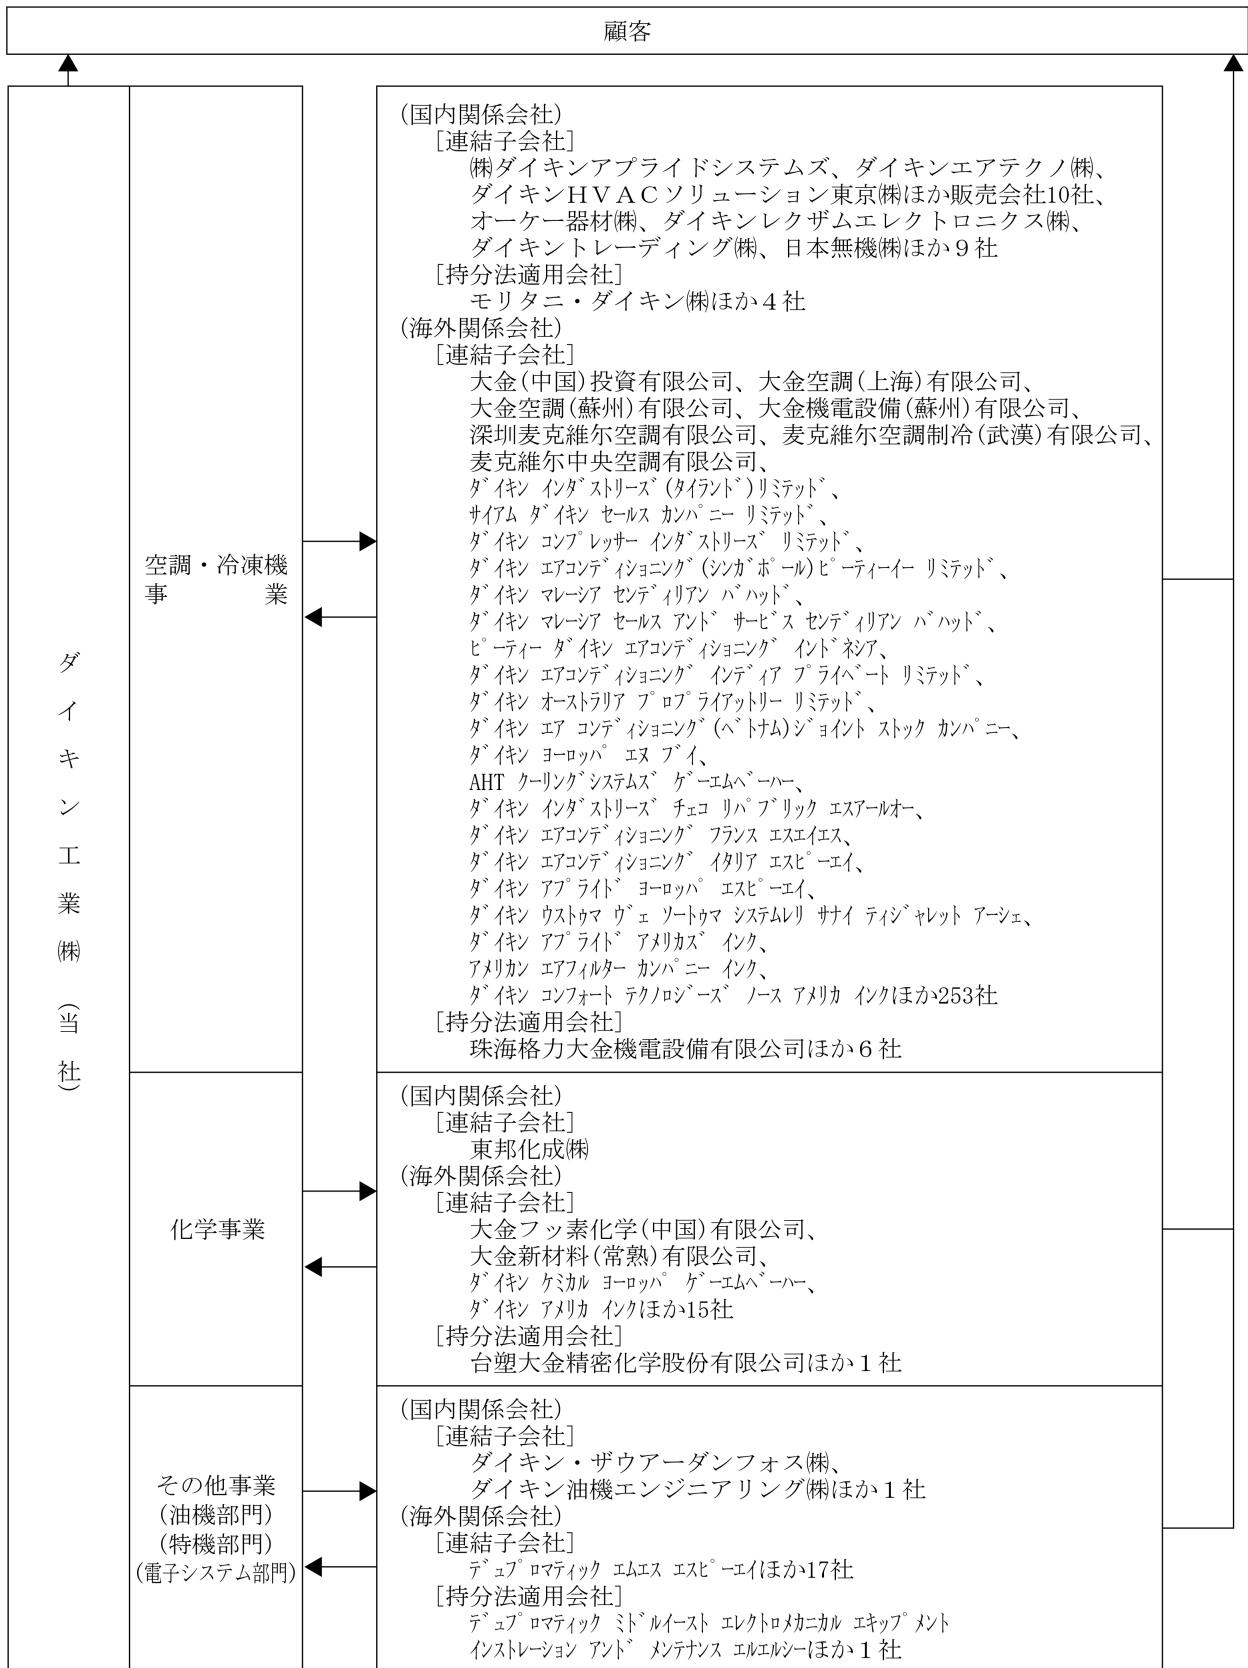 顧客
ダイキン工業㈱（当社）
空調・冷凍機
事業
(国内関係会社)
[連結子会社]
㈱ダイキンアプライドシステムズ、ダイキンエアテクノ㈱、
ダイキンＨＶＡＣソリューション東京㈱ほか販売会社10社、
オーケー器材㈱、ダイキンレクザムエレクトロニクス㈱、
ダイキントレーディング㈱、日本無機㈱ほか９社
[持分法適用会社]
モリタニ・ダイキン㈱ほか４社
(海外関係会社)
[連結子会社]
大金(中国)投資有限公司、大金空調(上海)有限公司、
大金空調(蘇州)有限公司、大金機電設備(蘇州)有限公司、
深圳麦克維尔空調有限公司、麦克維尔空調制冷(武漢)有限公司、
麦克維尔中央空調有限公司、
ﾀﾞｲｷﾝ ｲﾝﾀﾞｽﾄﾘｰｽﾞ(ﾀｲﾗﾝﾄﾞ)ﾘﾐﾃｯﾄﾞ、
ｻｲｱﾑ ﾀﾞｲｷﾝ ｾｰﾙｽ ｶﾝﾊﾟﾆｰ ﾘﾐﾃｯﾄﾞ、
ﾀﾞｲｷﾝ ｺﾝﾌﾟﾚｯｻｰ ｲﾝﾀﾞｽﾄﾘｰｽﾞ ﾘﾐﾃｯﾄﾞ、
ﾀﾞｲｷﾝ ｴｱｺﾝﾃﾞｨｼｮﾆﾝｸﾞ(ｼﾝｶﾞﾎﾟｰﾙ)ﾋﾟｰﾃｨｰｲｰ ﾘﾐﾃｯﾄﾞ、
ﾀﾞｲｷﾝ ﾏﾚｰｼｱ ｾﾝﾃﾞｨﾘｱﾝ ﾊﾞﾊｯﾄﾞ、
ﾀﾞｲｷﾝ ﾏﾚｰｼｱ ｾｰﾙｽ ｱﾝﾄﾞ ｻｰﾋﾞｽ ｾﾝﾃﾞｨﾘｱﾝ ﾊﾞﾊｯﾄﾞ、
ﾋﾟｰﾃｨｰ ﾀﾞｲｷﾝ ｴｱｺﾝﾃﾞｨｼｮﾆﾝｸﾞ ｲﾝﾄﾞﾈｼｱ、
ﾀﾞｲｷﾝ ｴｱｺﾝﾃﾞｨｼｮﾆﾝｸﾞ ｲﾝﾃﾞｨｱ ﾌﾟﾗｲﾍﾞｰﾄ ﾘﾐﾃｯﾄﾞ、
ﾀﾞｲｷﾝ ｵｰｽﾄﾗﾘｱ ﾌﾟﾛﾌﾟﾗｲｱｯﾄﾘｰ ﾘﾐﾃｯﾄﾞ、
ﾀﾞｲｷﾝ ｴｱ ｺﾝﾃﾞｨｼｮﾆﾝｸﾞ(ﾍﾞﾄﾅﾑ)ｼﾞｮｲﾝﾄ ｽﾄｯｸ ｶﾝﾊﾟﾆｰ、
ﾀﾞｲｷﾝ ﾖｰﾛｯﾊﾟ ｴﾇ ﾌﾞｲ、
AHT ｸｰﾘﾝｸﾞｼｽﾃﾑｽﾞ ｹﾞｰｴﾑﾍﾞｰﾊｰ、
ﾀﾞｲｷﾝ ｲﾝﾀﾞｽﾄﾘｰｽﾞ ﾁｪｺ ﾘﾊﾟﾌﾞﾘｯｸ ｴｽｱｰﾙｵｰ、
ﾀﾞｲｷﾝ ｴｱｺﾝﾃﾞｨｼｮﾆﾝｸﾞ ﾌﾗﾝｽ ｴｽｴｲｴｽ、
ﾀﾞｲｷﾝ ｴｱｺﾝﾃﾞｨｼｮﾆﾝｸﾞ ｲﾀﾘｱ ｴｽﾋﾟｰｴｲ、
ﾀﾞｲｷﾝ ｱﾌﾟﾗｲﾄﾞ ﾖｰﾛｯﾊﾟ ｴｽﾋﾟｰｴｲ、
ﾀﾞｲｷﾝ ｳｽﾄｩﾏ ｳﾞｪ ｿｰﾄｩﾏ ｼｽﾃﾑﾚﾘ ｻﾅｲ ﾃｨｼﾞｬﾚｯﾄ ｱｰｼｪ、
ﾀﾞｲｷﾝ ｱﾌﾟﾗｲﾄﾞ ｱﾒﾘｶｽﾞ ｲﾝｸ、
ｱﾒﾘｶﾝ ｴｱﾌｨﾙﾀｰ ｶﾝﾊﾟﾆｰ ｲﾝｸ、
ﾀﾞｲｷﾝ ｺﾝﾌｫｰﾄ ﾃｸﾉﾛｼﾞｰｽﾞ ﾉｰｽ ｱﾒﾘｶ ｲﾝｸほか253社
[持分法適用会社]
珠海格力大金機電設備有限公司ほか６社
化学事業
(国内関係会社)
[連結子会社]
東邦化成㈱
(海外関係会社)
[連結子会社]
大金フッ素化学(中国)有限公司、
大金新材料(常熟)有限公司、
ﾀﾞｲｷﾝ ｹﾐｶﾙ ﾖｰﾛｯﾊﾟ ｹﾞｰｴﾑﾍﾞｰﾊｰ、
ﾀﾞｲｷﾝ ｱﾒﾘｶ ｲﾝｸほか15社
[持分法適用会社]
台塑大金精密化学股份有限公司ほか１社
その他事業
(油機部門)
(特機部門)
(電子システム部門)
(国内関係会社)
[連結子会社]
ダイキン・ザウアーダンフォス㈱、
ダイキン油機エンジニアリング㈱ほか１社
(海外関係会社)
[連結子会社]
ﾃﾞｭﾌﾟﾛﾏﾃｨｯｸ ｴﾑｴｽ ｴｽﾋﾟｰｴｲほか17社
[持分法適用会社]
ﾃﾞｭﾌﾟﾛﾏﾃｨｯｸ ﾐﾄﾞﾙｲｰｽﾄ ｴﾚｸﾄﾛﾒｶﾆｶﾙ ｴｷｯﾌﾟﾒﾝﾄ
ｲﾝｽﾄﾚｰｼｮﾝ ｱﾝﾄﾞ ﾒﾝﾃﾅﾝｽ ｴﾙｴﾙｼｰほか１社